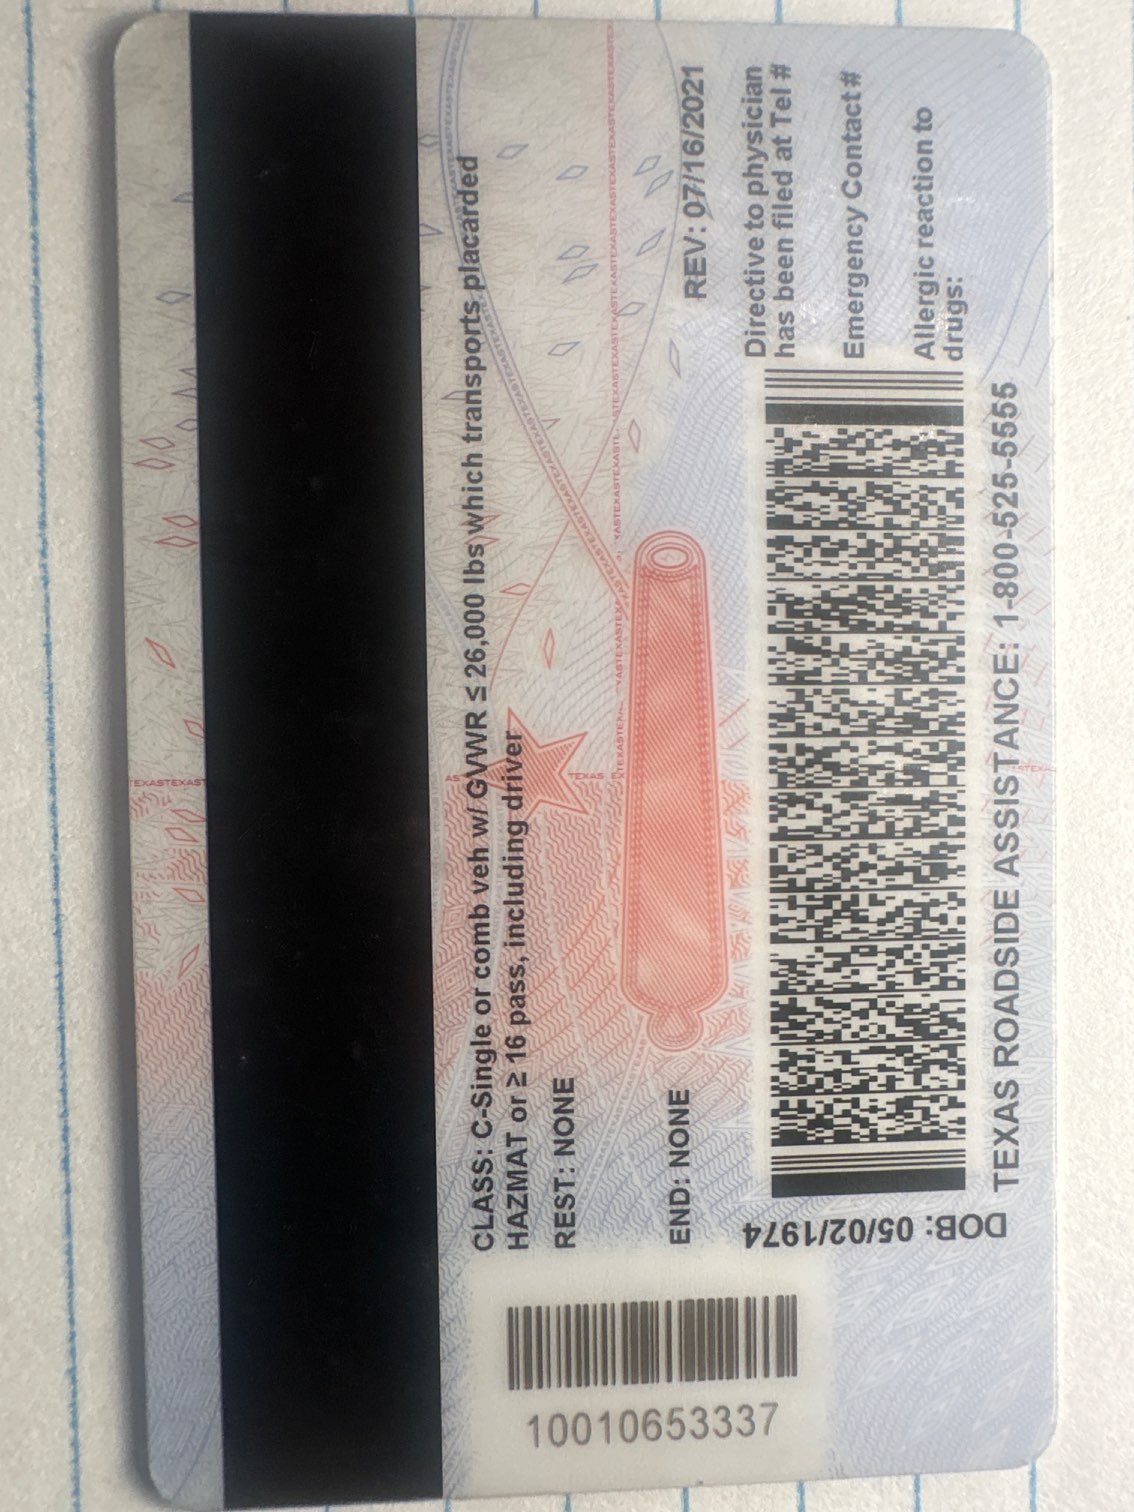 CLASS: C-Single or comb veh w/ GVWR ≤ 26,000 lbs which transports placarded
HAZMAT or ≥ 16 pass, including driver
REST: NONE
END: NONE
REV: 07/16/2021
Directive to physician
has been filed at Tel #
Emergency Contact #
Allergic reaction to
drugs:
DOB: 05/02/1974
TEXAS ROADSIDE ASSISTANCE: 1-800-525-5555
10010653337